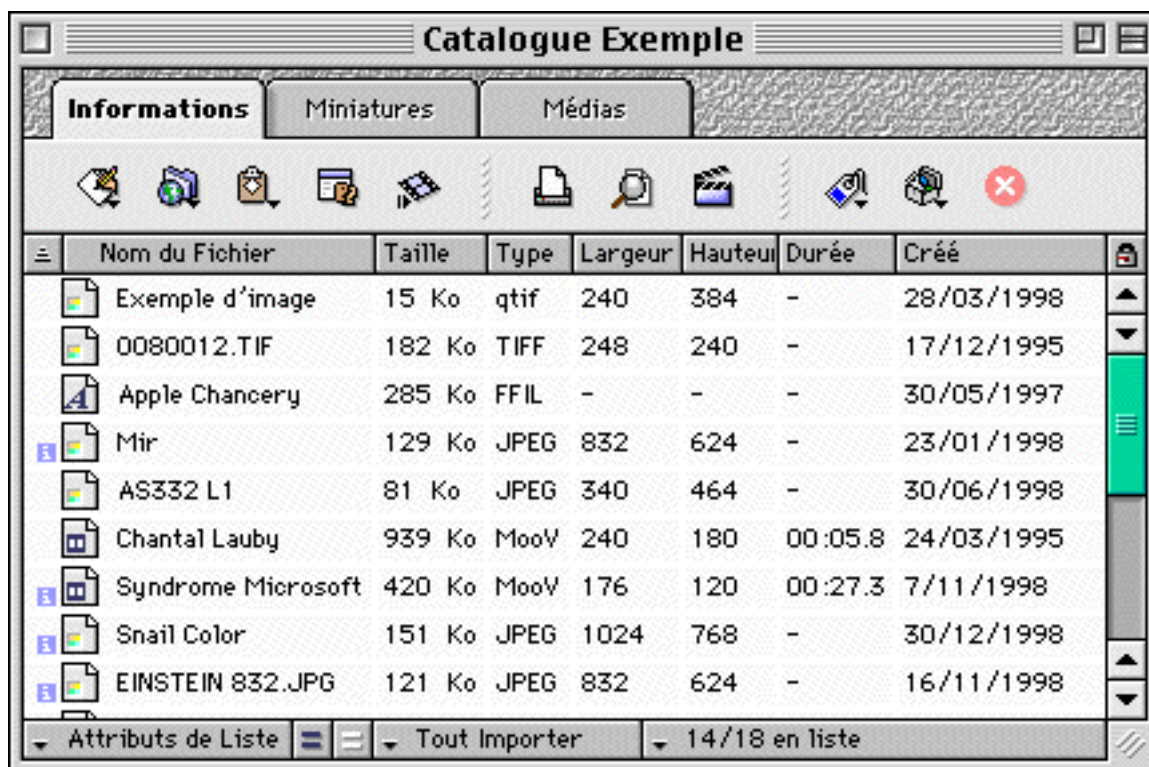 Catalogue Exemple
Informations Miniatures Médias
Nom du Fichier Taille Type Largeur Hauteu Durée Créé
Exemple d'image 15 Ko qtif 240 384 - 28/03/1998
0080012.TIF 182 Ko TIFF 248 240 - 17/12/1995
Apple Chancery 285 Ko FFIL - - - 30/05/1997
Mir 129 Ko JPEG 832 624 - 23/01/1998
AS332 L1 81 Ko JPEG 340 464 - 30/06/1998
Chantal Lauby 939 Ko MooV 240 180 00:05.8 24/03/1995
Syndrome Microsoft 420 Ko MooV 176 120 00:27.3 7/11/1998
Snail Color 151 Ko JPEG 1024 768 - 30/12/1998
EINSTEIN 832.JPG 121 Ko JPEG 832 624 - 16/11/1998
Attributs de Liste Tout Importer 14/18 en liste